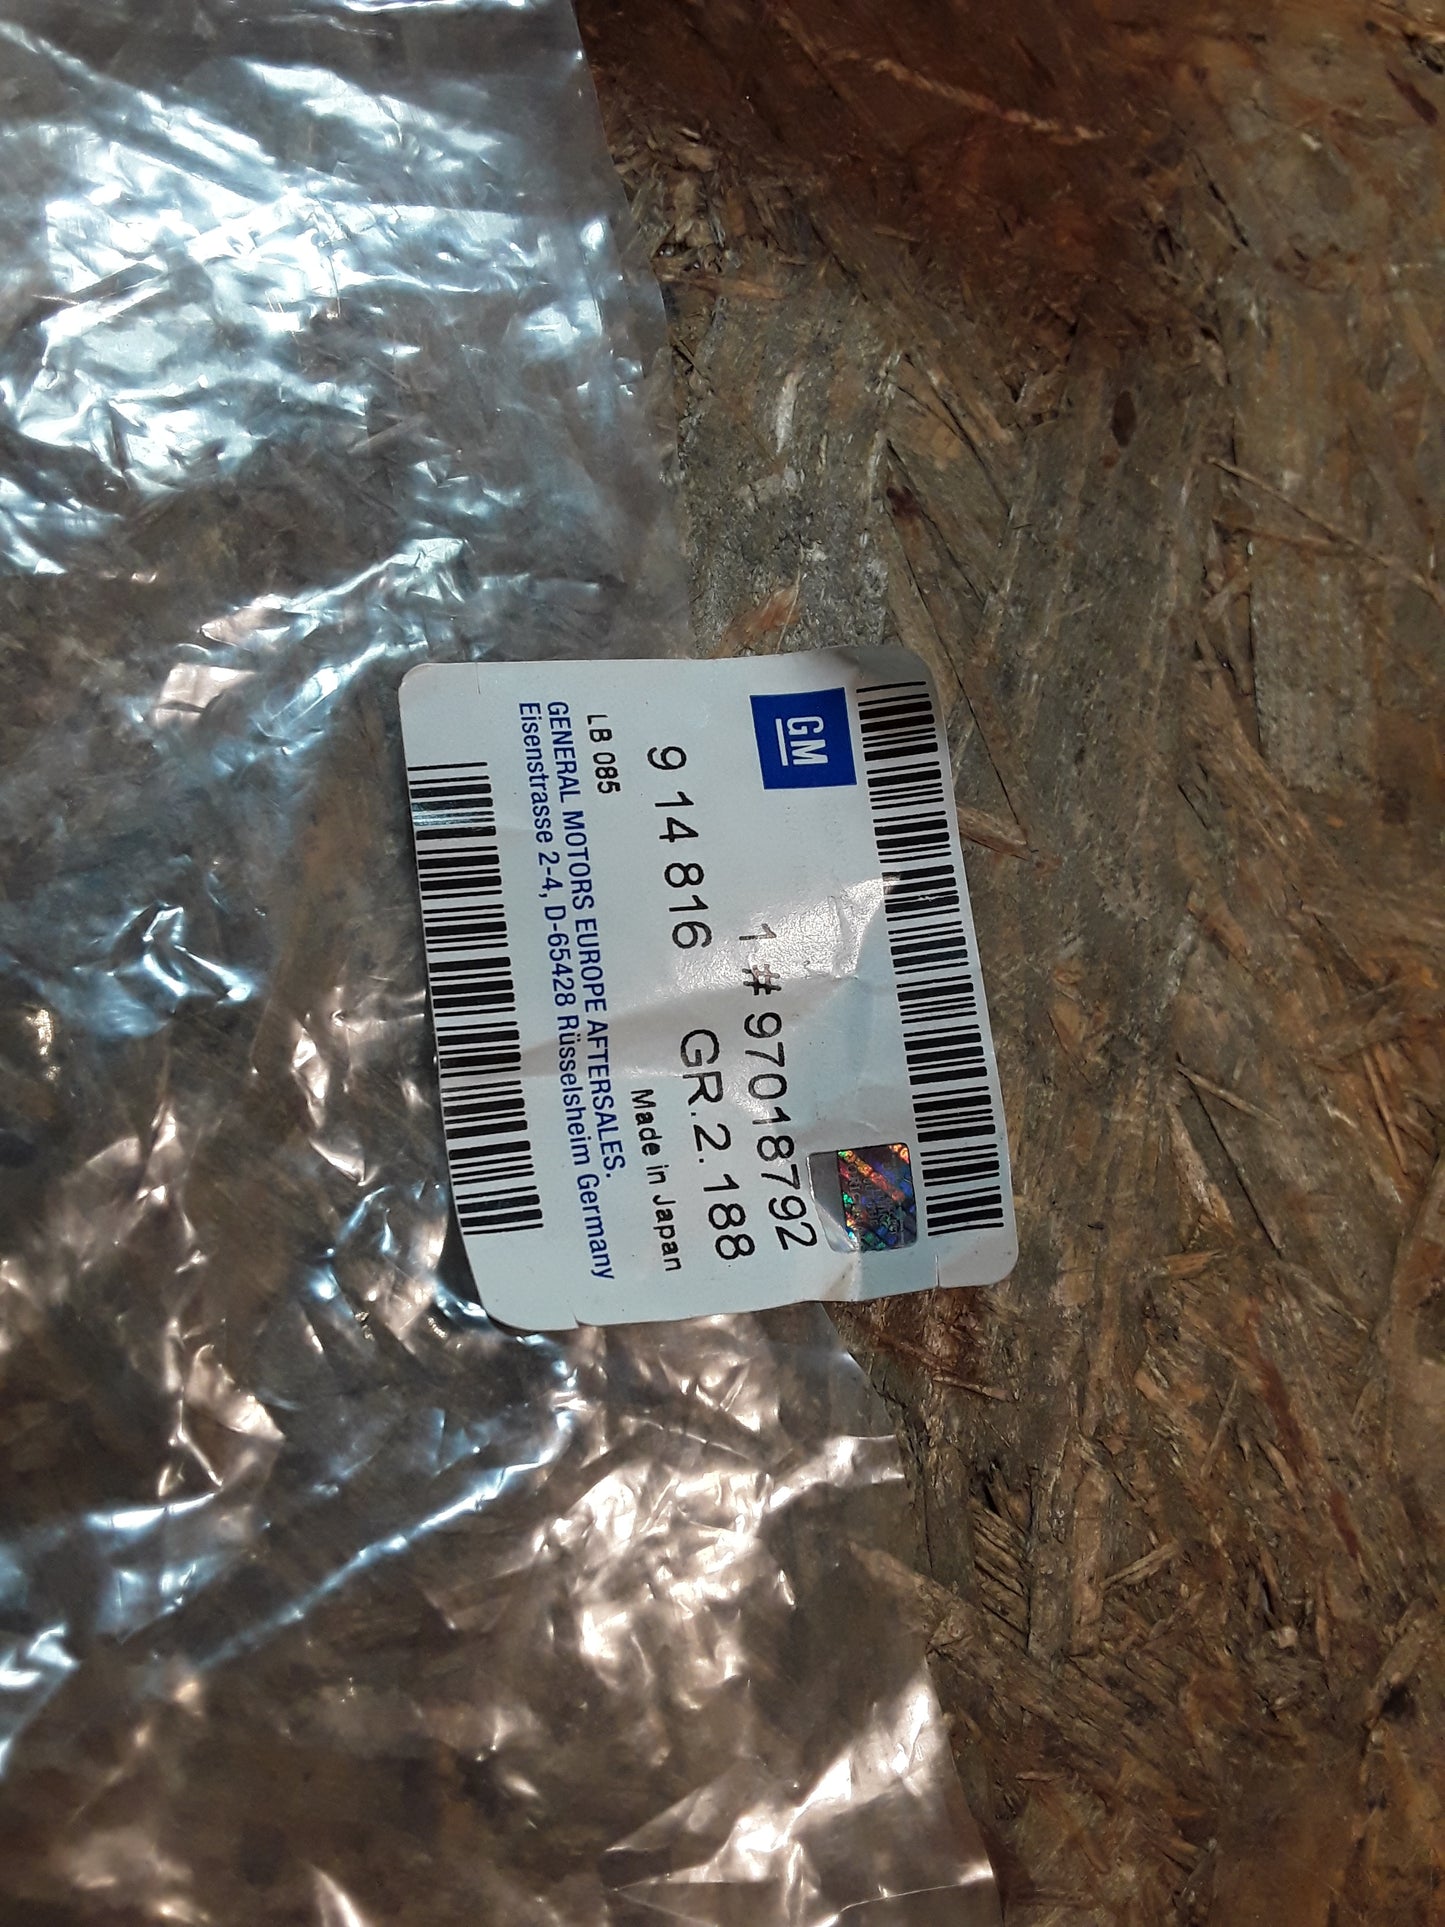 GM
1 # 97018792
9 14 816 GR.2.188
LB 085 Made in Japan
GENERAL MOTORS EUROPE AFTERSALES.
Eisenstrasse 2-4, D-65428 Rüsselsheim Germany